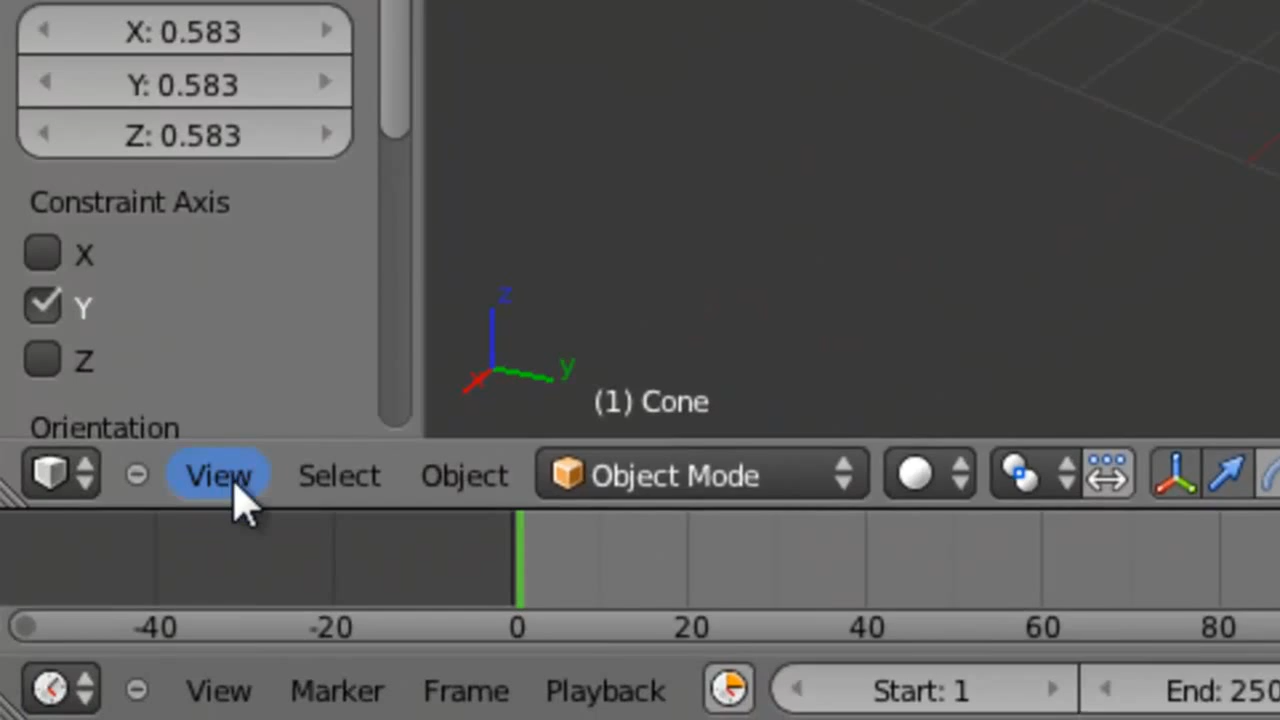 X: 0.583
Y: 0.583
Z: 0.583
Constraint Axis
X
Y
Z
Orientation
z
y
x
(1) Cone
View Select Object Object Mode
-40 -20 0 20 40 60 80
View Marker Frame Playback Start: 1 End: 250